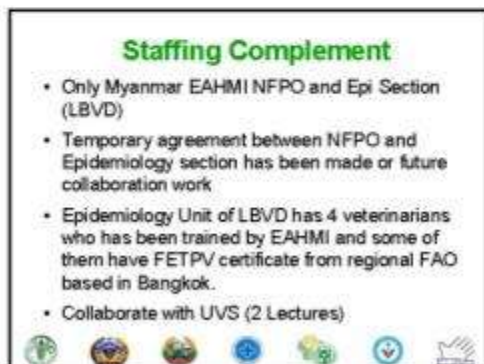 Staffing Complement
• Only Myanmar EAHMI NFPO and Epi Section
(LBVD)
• Temporary agreement between NFPO and
Epidemiology section has been made or future
collaboration work
• Epidemiology Unit of LBVD has 4 veterinarians
who has been trained by EAHMI and some of
them have FETPV certificate from regional FAO
based in Bangkok.
• Collaborate with UVS (2 Lectures)